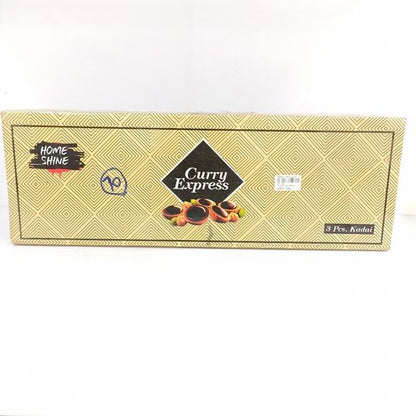 HOME
SHINE
Curry
Express
3 Pcs. Kadai